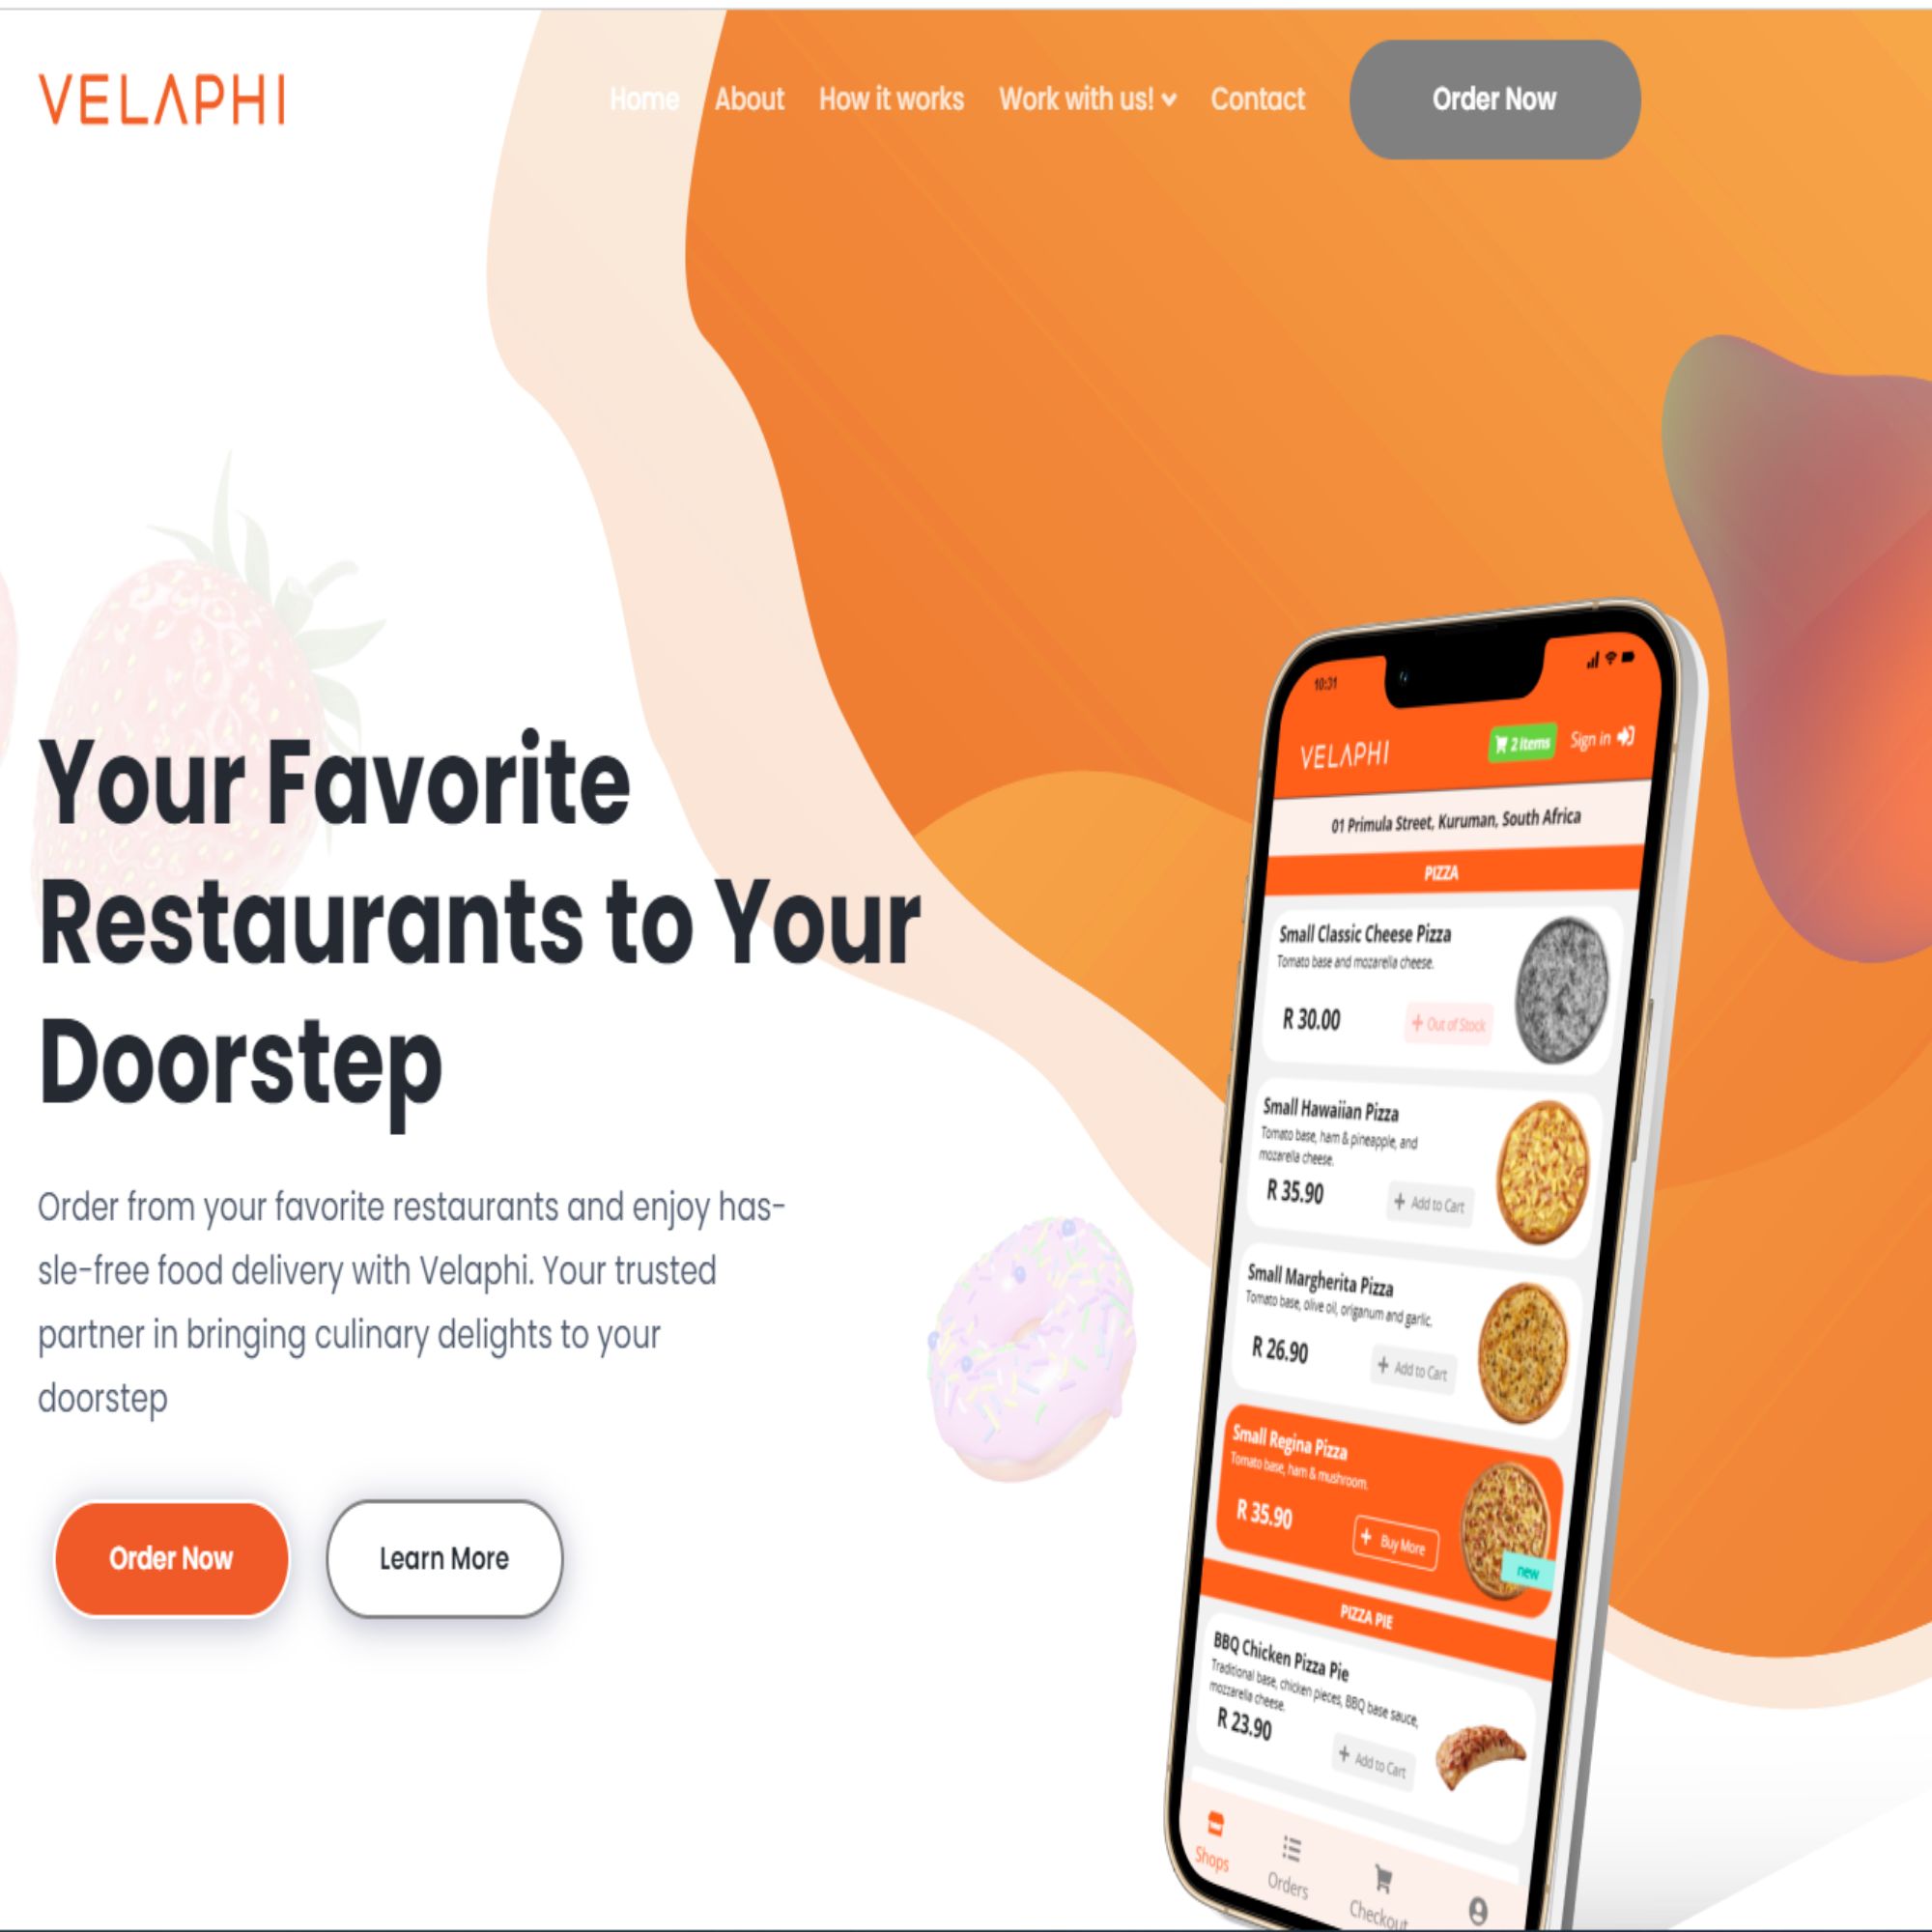 VELAPHI
Home About How it works Work with us! Contact Order Now
Your Favorite
Restaurants to Your
Doorstep
Order from your favorite restaurants and enjoy has-
sle-free food delivery with Velaphi. Your trusted
partner in bringing culinary delights to your
doorstep
Order Now Learn More
10:31
VELAPHI 2 Items Sign in
01 Primula Street, Kuruman, South Africa
PIZZA
Small Classic Cheese Pizza
Tomato base and mozarella cheese.
R 30.00 + Out of Stock
Small Hawaiian Pizza
Tomato base, ham & pineapple, and
mozarella cheese.
R 35.90 + Add to Cart
Small Margherita Pizza
Tomato base, olive oil, origanum and garlic.
R 26.90 + Add to Cart
Small Regina Pizza
Tomato base, ham & mushroom.
R 35.90 + Buy More
new
PIZZA PIE
BBQ Chicken Pizza Pie
Traditional base, chicken pieces, BBQ base sauce,
mozzarella cheese.
R 23.90 + Add to Cart
Shops Orders Checkout